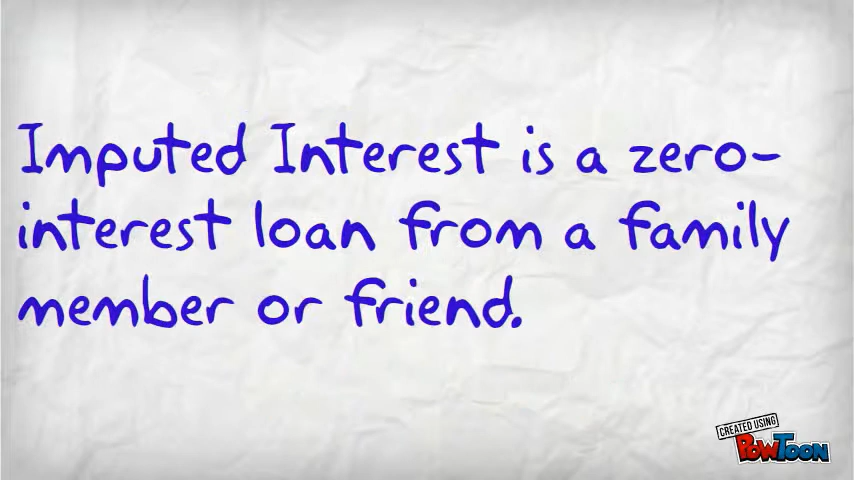 Imputed Interest is a zero-
interest loan from a family
member or friend.
CREATED USING
POWTOON